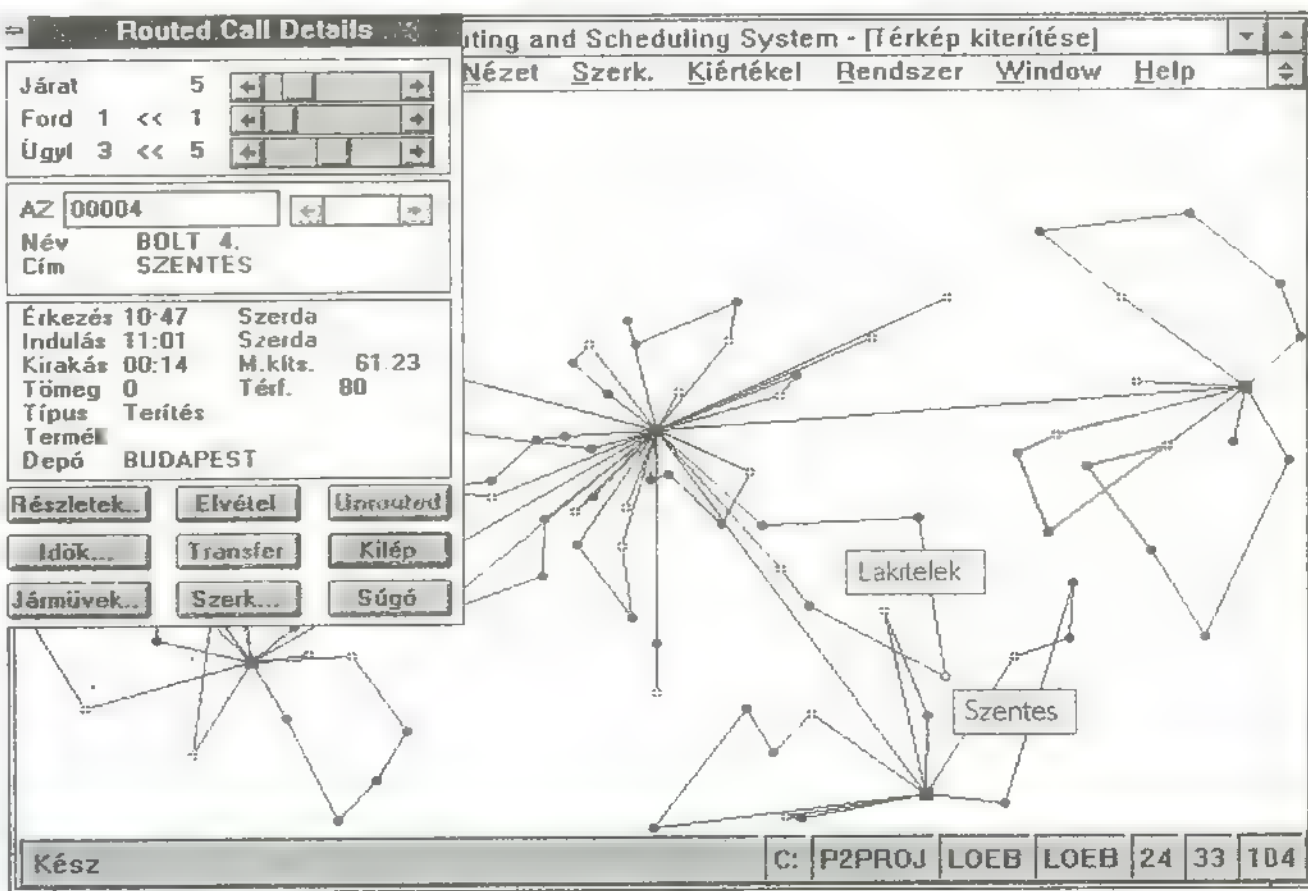 Routed Call Details
uting and Scheduling System - [Térkép kiterítése]
Nézet Szerk. Kiértékel Rendszer Window Help
Járat 5
Ford 1 << 1
Ügyl 3 << 5
AZ 00004
Név BOLT 4.
Cím SZENTES
Érkezés 10:47 Szerda
Indulás 11:01 Szerda
Kirakás 00:14 M.klts. 61.23
Tömeg 0 Térf. 80
Típus Terítés
Termék
Depó BUDAPEST
Részletek.. Elvétel Unrouted
Idők... Transfer Kilép
Járművek.. Szerk... Súgó
Lakitelek
Szentes
Kész C: P2PROJ LOEB LOEB 24 33 104